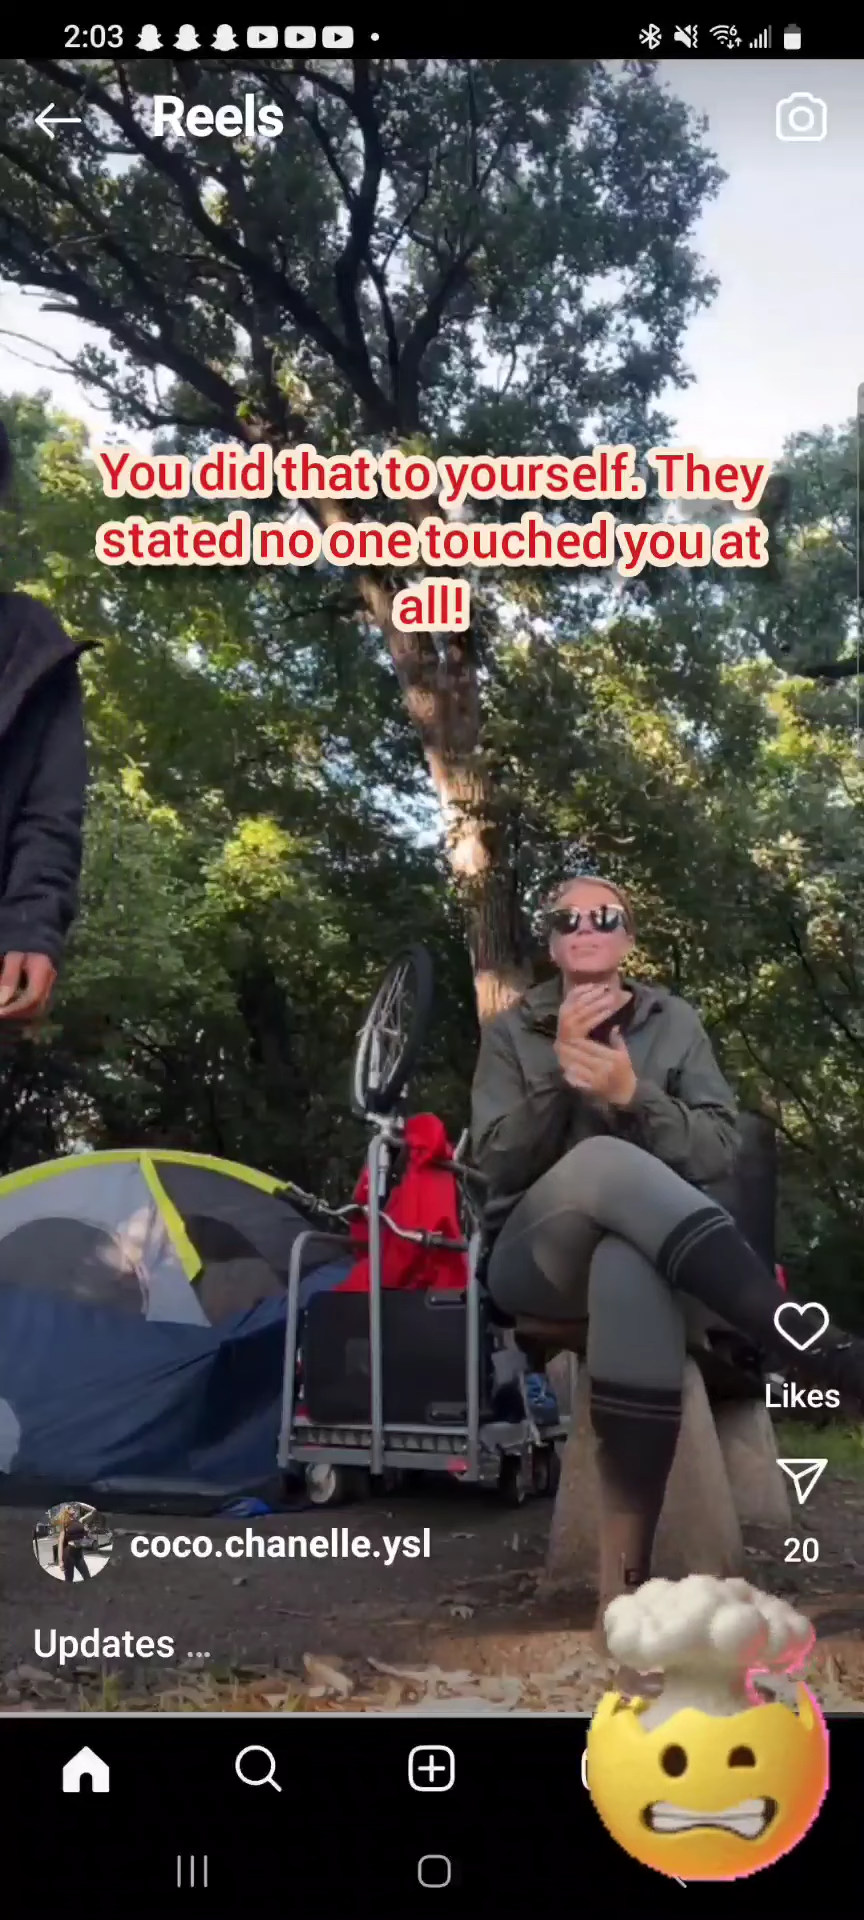 2:03
Reels
You did that to yourself. They
stated no one touched you at
all!
Likes
20
coco.chanelle.ysl
Updates ...